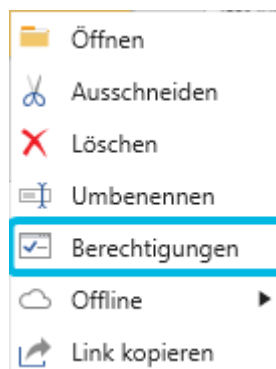 Öffnen
Ausschneiden
Löschen
Umbenennen
Berechtigungen
Offline
Link kopieren